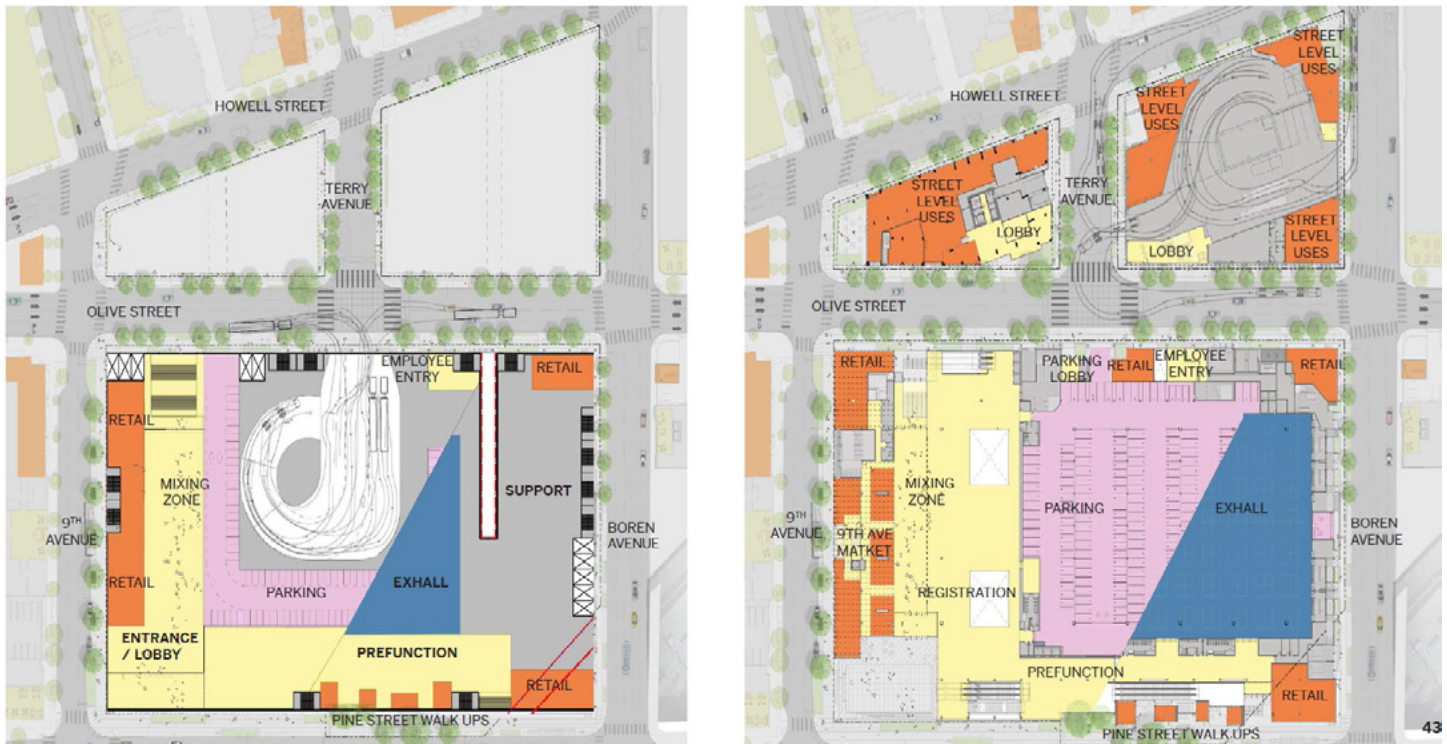 HOWELL STREET
TERRY
AVENUE
OLIVE STREET
EMPLOYEE
ENTRY
RETAIL
RETAIL
MIXING
ZONE
SUPPORT
9TH
AVENUE
BOREN
AVENUE
RETAIL
PARKING
EXHALL
ENTRANCE
/ LOBBY
PREFUNCTION
RETAIL
PINE STREET WALK UPS
STREET
LEVEL
USES
HOWELL STREET
STREET
LEVEL
USES
STREET
LEVEL
USES
TERRY
AVENUE
LOBBY
LOBBY
STREET
LEVEL
USES
OLIVE STREET
RETAIL
PARKING
LOBBY
RETAIL
EMPLOYEE
ENTRY
RETAIL
MIXING
ZONE
PARKING
EXHALL
9TH
AVENUE
9TH AVE
MATKET
BOREN
AVENUE
REGISTRATION
PREFUNCTION
RETAIL
PINE STREET WALK UPS
43